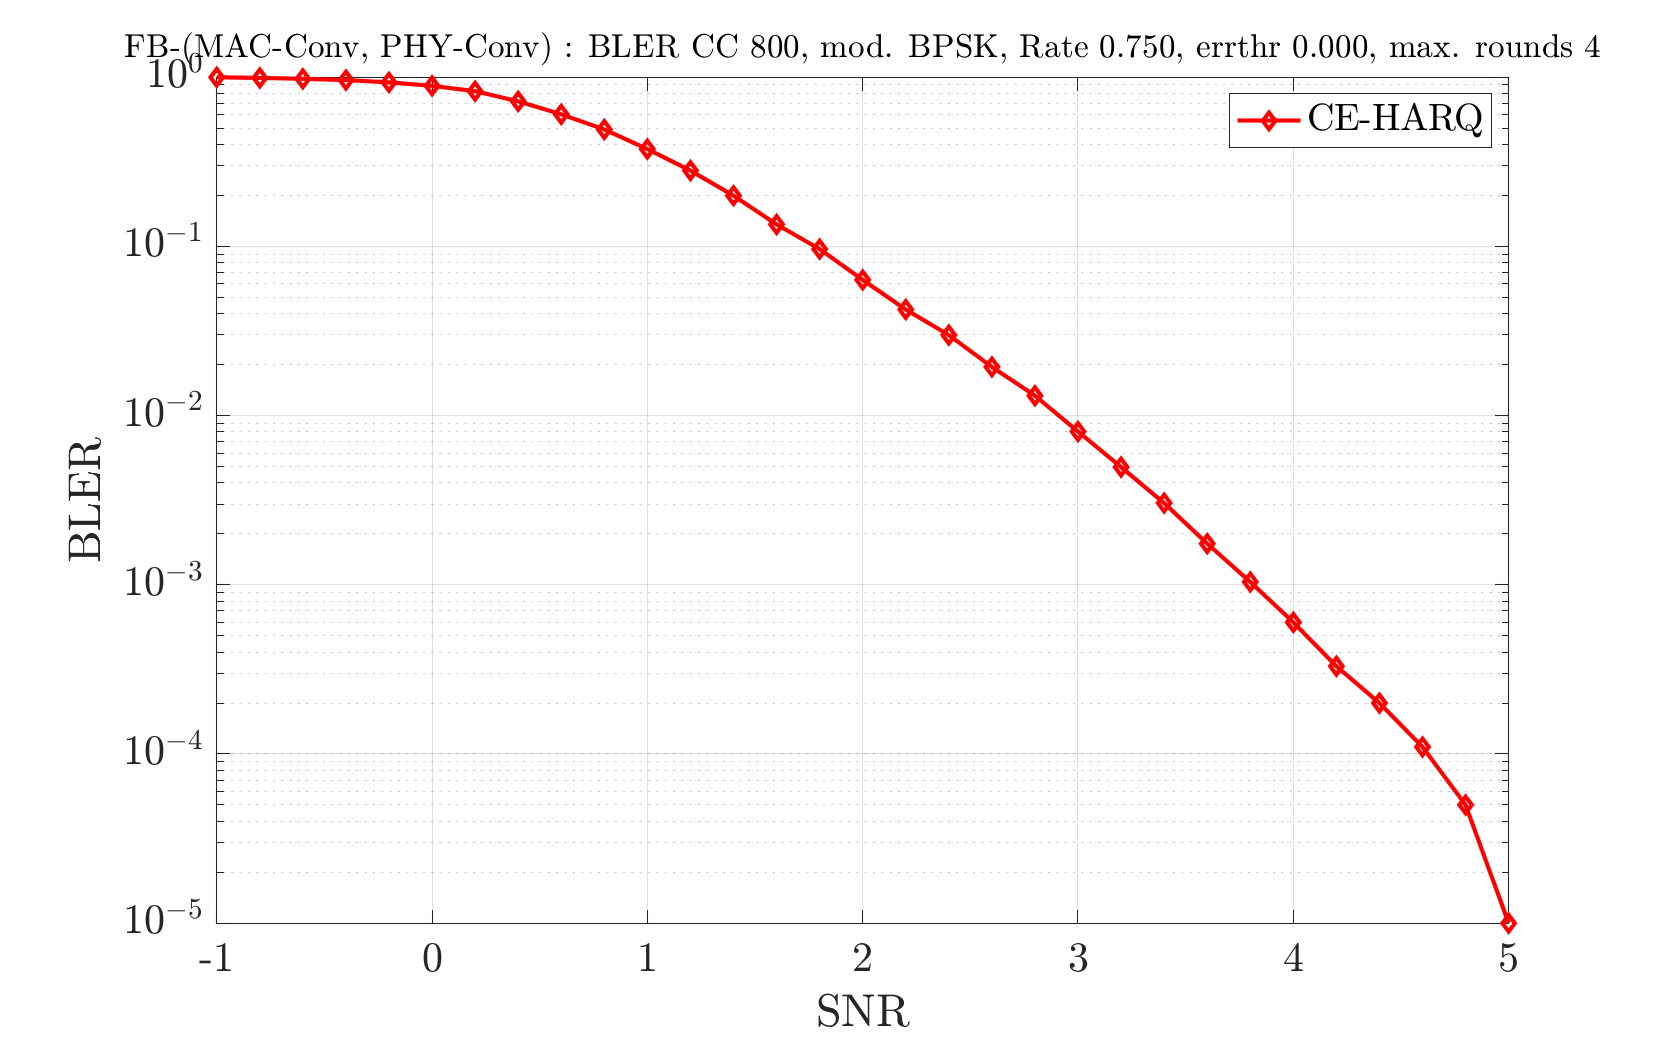 FB-(MAC-Conv, PHY-Conv) : BLER CC 800, mod. BPSK, Rate 0.750, errthr 0.000, max. rounds 4
10^0
CE-HARQ
10^{-1}
10^{-2}
BLER
10^{-3}
10^{-4}
10^{-5}
-1 0 1 2 3 4 5
SNR